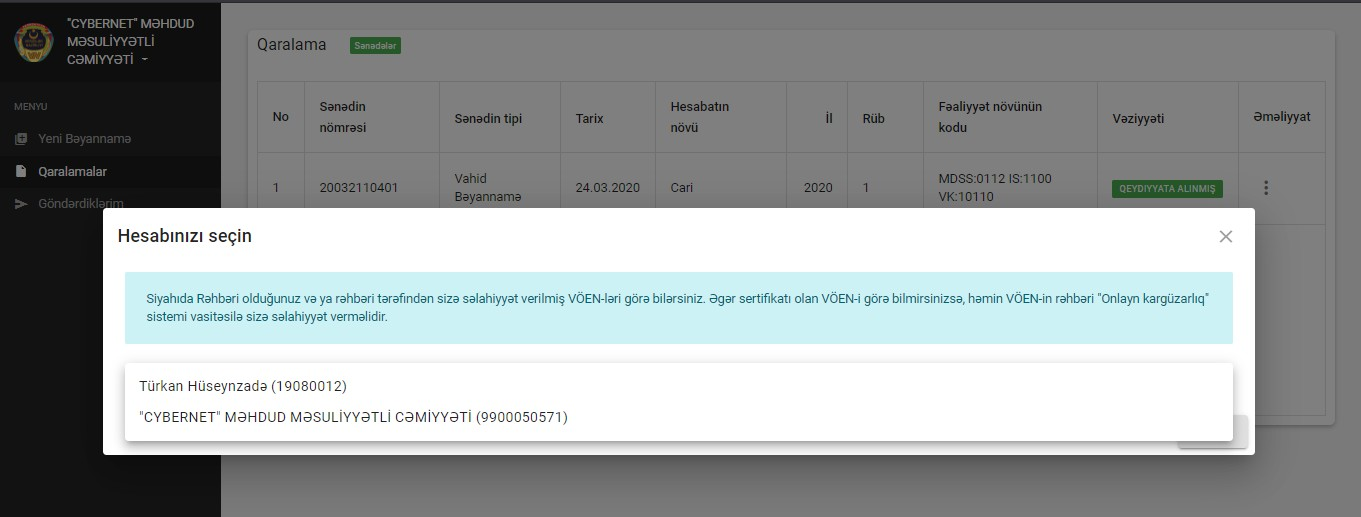 "CYBERNET" MƏHDUD
MƏSULİYYƏTLİ
CƏMİYYƏTİ
MENYU
Yeni Bəyannamə
Qaralamalar
Göndərdiklərim
Qaralama Sənədlər
No Sənədin nömrəsi Sənədin tipi Tarix Hesabatın növü İl Rüb Fəaliyyət növünün kodu Vəziyyəti Əməliyyat
1 20032110401 Vahid Bəyannamə 24.03.2020 Cari 2020 1 MDSS:0112 IS:1100 VK:10110 QEYDIYYATA ALINMIŞ
Hesabınızı seçin
Siyahıda Rəhbəri olduğunuz və ya rəhbəri tərəfindən sizə səlahiyyət verilmiş VÖEN-ləri görə bilərsiniz. Əgər sertifikatı olan VÖEN-i görə bilmirsinizsə, həmin VÖEN-in rəhbəri "Onlayn kargüzarlıq"
sistemi vasitəsilə sizə səlahiyyət verməlidir.
Türkan Hüseynzadə (19080012)
"CYBERNET" MƏHDUD MƏSULİYYƏTLİ CƏMİYYƏTİ (9900050571)